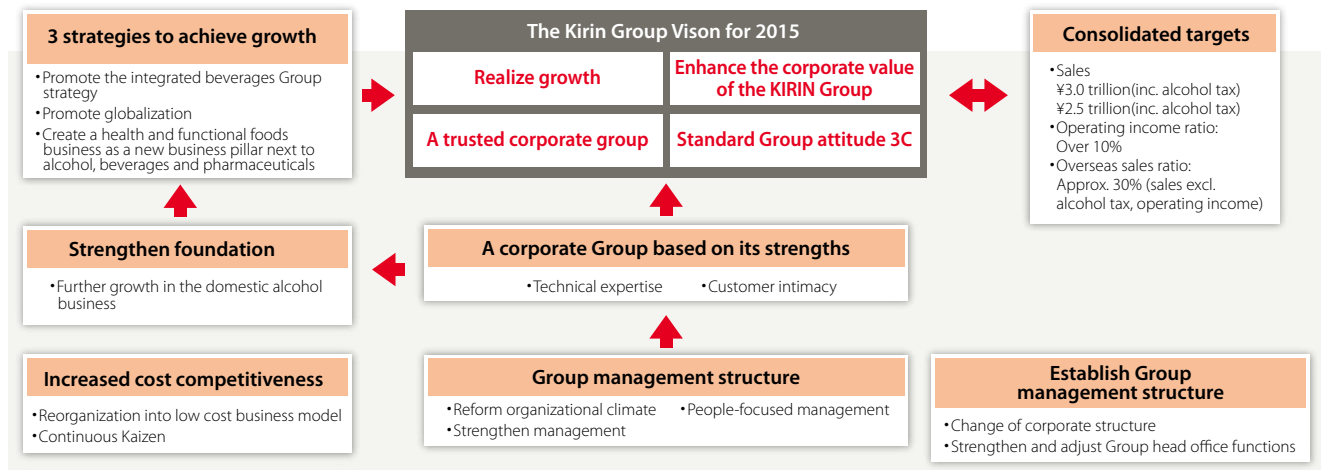 3 strategies to achieve growth
•Promote the integrated beverages Group
strategy
•Promote globalization
•Create a health and functional foods
business as a new business pillar next to
alcohol, beverages and pharmaceuticals
The Kirin Group Vison for 2015
Realize growth
Enhance the corporate value
of the KIRIN Group
A trusted corporate group
Standard Group attitude 3C
Consolidated targets
•Sales
¥3.0 trillion(inc. alcohol tax)
¥2.5 trillion(inc. alcohol tax)
•Operating income ratio:
Over 10%
•Overseas sales ratio:
Approx. 30% (sales excl.
alcohol tax, operating income)
Strengthen foundation
•Further growth in the domestic alcohol
business
A corporate Group based on its strengths
•Technical expertise •Customer intimacy
Increased cost competitiveness
•Reorganization into low cost business model
•Continuous Kaizen
Group management structure
•Reform organizational climate •People-focused management
•Strengthen management
Establish Group
management structure
•Change of corporate structure
•Strengthen and adjust Group head office functions